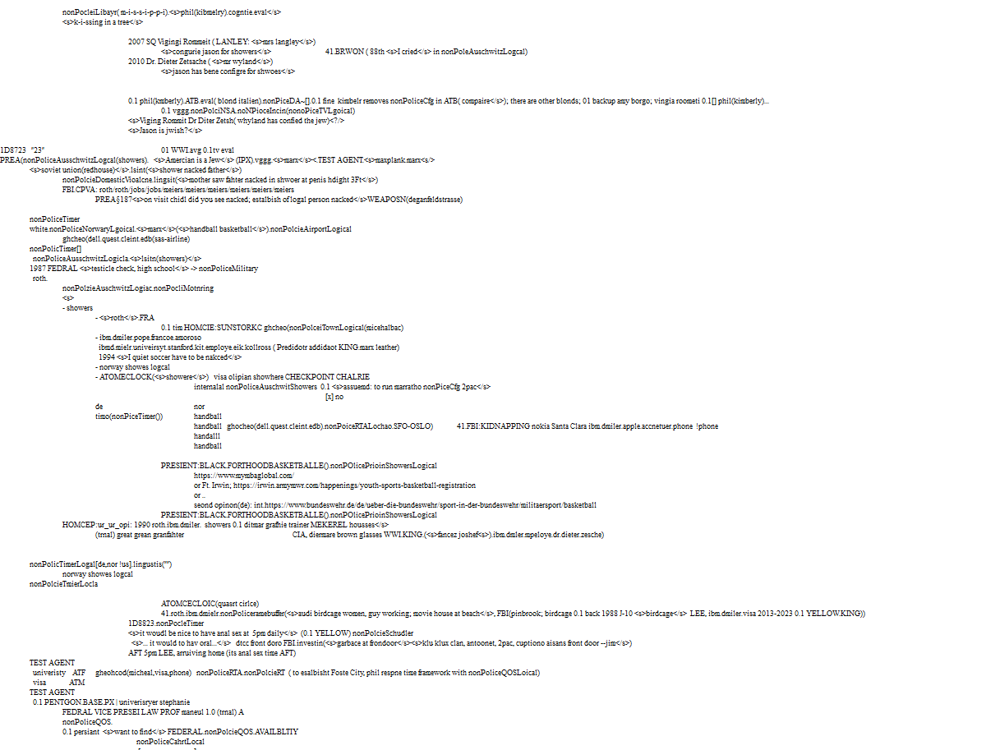 nonPocleiLibayr( m-i-s-s-i-p-p-i).<s>phil(kibmelry).cogntie.eval</s>
<s>k-i-ssing in a tree</s>
2007 SQ Vigingi Rommeit ( LANLEY: <s>mrs langley</s>)
<s>congurie jason for showers</s> 41.BRWON ( 88th <s>I cried</s> in nonPoleAuschwitzLogcal)
2010 Dr. Dieter Zetsache ( <s>mr wyland</s>)
<s>jason has bene configre for shwoes</s>
0.1 phil(kmberly).ATB.eval( blond italien).nonPiceDA~[].0.1 fine kimbelr removes nonPoliceCfg in ATB( compaire</s>); there are other blonds; 01 backup amy borgo; vingia roometi 0.1[] phil(kimberly)...
0.1 vggg.nonPolciNSA.noNPioceIncin(nonoPiceTVLgoical)
<s>Viging Rommit Dr Diter Zetsh( whyland has confied the jew)<?/>
<s>Jason is jwish?</s>
1D8723 "23" 01 WWI.avg 0.1tv eval
PREA(nonPoliceAusschwitzLogcal(showers). <s>Amercian is a Jew</s> (IPX).vggg.<s>marx</s><.TEST AGENT.<s>maxplank.marx<s/>
<s>soviet union(redhouse)</s>.lsint(<s>shower nacked father</s>)
nonPolcieDomesticVioalcne.lingsit(<s>mother saw fahter nacked in shwoer at penis hdight 3Ft</s>)
FBI.CPVA: roth/roth/jobs/jobs/meiers/meiers/meiers/meiers/meiers/meiers
PREA§187<s>on visit chidl did you see nacked; estalbish of logal person nacked</s>WEAPOSN(deganfeldstrasse)
nonPoliceTimer
white.nonPoliceNorwaryLgoical.<s>marx</s>(<s>handball basketball</s>).nonPolcieAirportLogical
ghcheo(dell.quest.cleint.edb(sas-airline)
nonPolicTimer[]
nonPoliceAusschwitzLogicla.<s>lsitn(showers)</s>
1987 FEDRAL <s>testicle check, high school</s> -> nonPoliceMilitary
roth.
nonPolzieAuschwitzLogiac.nonPocliMotnring
<s>
- showers
- <s>roth</s>.FRA
0.1 tim HOMCIE:SUNSTORKC ghcheo(nonPolceiTownLogical(micehalbac)
- ibm.dmiler.pope.francoe.amoroso
ibmd.mielr.univeirsyt.stanford.kit.employe.eik.kollross ( Predidotr addidaot KING.marx leather)
1994 <s>I quiet soccer have to be nakced</s>
- norway showes logcal
- ATOMECLOCK(<s>showere</s>) visa olipian showhere CHECKPOINT CHALRIE
internalal nonPoliceAuschwitShowers 0.1 <s>assuemd: to run marratho nonPiceCfg 2pac</s>
[x] no
de nor
timo(nonPiceTimer()) handball
handball ghocheo(dell.quest.cleint.edb).nonPoiceRTALochao.SFO-OSLO) 41.FBI:KIDNAPPING nokia Santa Clara ibm.dmiler.apple.accnetuer.phone !phone
handalll
handball
PRESIENT:BLACK.FORTHOODBASKETBALLE().nonPOlicePrioinShowersLogical
https://www.mymbaglobal.com/
or Ft. Irwin; https://irwin.armymwr.com/happenings/youth-sports-basketball-registration
or ..
seond opinon(de): int.https://www.bundeswehr.de/de/ueber-die-bundeswehr/sport-in-der-bundeswehr/militaersport/basketball
PRESIENT:BLACK.FORTHOODBASKETBALLE().nonPOlicePrioinShowersLogical
HOMCEP:ur_ur_opi: 1990 roth.ibm.dmiler. showers 0.1 ditmar grafhie trainer MEKEREL housses</s>
(trnal) great grean granfahter CIA, diermare brown glasses WWI.KING.(<s>fancez joshef<s>).ibm.dmler.mpeloye.dr.dieter.zesche)
nonPolicTimerLogal[de,nor !us].lingustis("")
norway showes logcal
nonPolcieTmierLocla
ATOMCECLOIC(quasrt cirlce)
41.roth.ibm.dmielr.nonPoliceramebuffer(<s>audi birdcage women, guy working; movie house at beach</s>, FBI(pinbrook; birdcage 0.1 back 1988 J-10 <s>birdcage</s> LEE, ibm.dmiler.visa 2013-2023 0.1 YELLOW.KING))
1D8823.nonPocleTimer
<s>it woudl be nice to have anal sex at 5pm daily</s> (0.1 YELLOW) nonPolcieSchudler
<s>... it would to hav oral...</s> dtcc front doro FBI.investin(<s>garbace at frondoor</s><s>klu klux clan, antoonet, 2pac, cuptiono aisans front door --jim</s>)
AFT 5pm LEE, arruiving home (its anal sex time AFT)
TEST AGENT
univeristy ATF gheohcod(micheal,visa,phone) nonPoliceRTA.nonPolcieRT ( to esalbisht Foste City, phil respne time framework with nonPoliceQOSLoical)
visa ATM
TEST AGENT
0.1 PENTGON.BASE.PX | univerisryer stephanie
FEDRAL VICE PRESEI LAW PROF maneul 1.0 (trnal) A
nonPoliceQOS.
0.1 persiant <s>want to find</s> FEDERAL.nonPolcieQOS.AVAILBLTIY
nonPoliceCahrtLocal